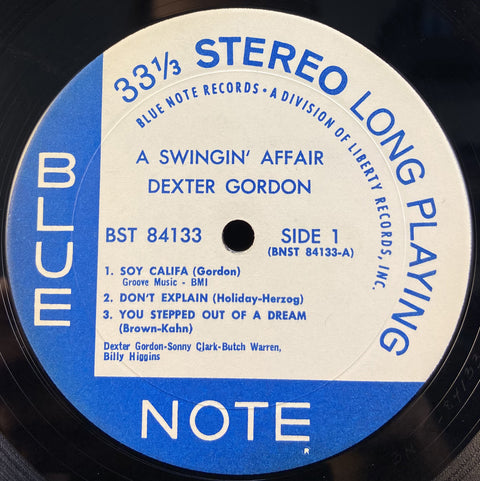 33⅓ STEREO LONG PLAYING
BLUE NOTE RECORDS • A DIVISION OF LIBERTY RECORDS, INC.
A SWINGIN' AFFAIR
DEXTER GORDON
BST 84133
SIDE 1
(BNST 84133-A)
1. SOY CALIFA (Gordon)
Groove Music - BMI
2. DON'T EXPLAIN (Holiday-Herzog)
3. YOU STEPPED OUT OF A DREAM
(Brown-Kahn)
Dexter Gordon-Sonny Clark-Butch Warren,
Billy Higgins
BLUE
NOTE